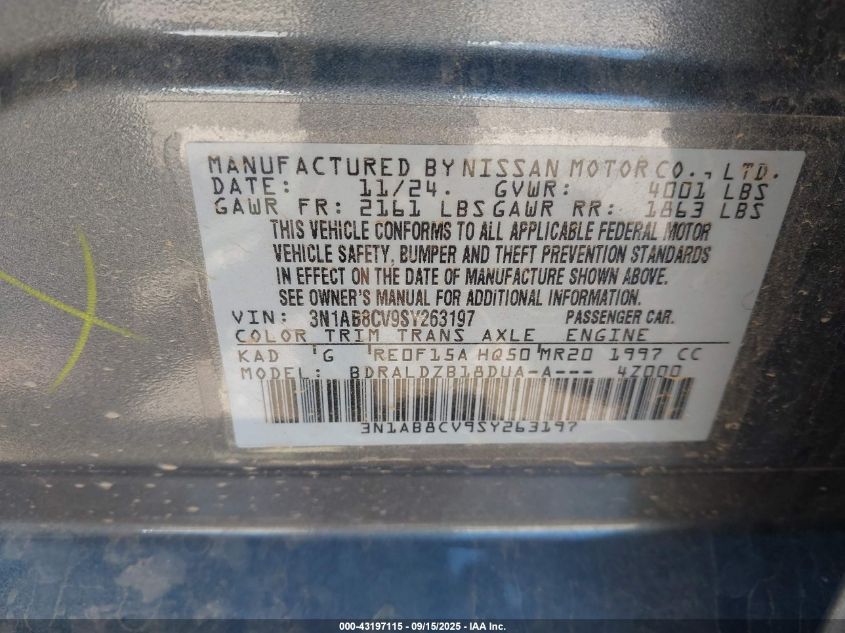 MANUFACTURED BY NISSAN MOTOR CO., LTD.
DATE: 11/24. GVWR: 4001 LBS
GAWR FR: 2161 LBS GAWR RR: 1863 LBS
THIS VEHICLE CONFORMS TO ALL APPLICABLE FEDERAL MOTOR
VEHICLE SAFETY, BUMPER AND THEFT PREVENTION STANDARDS
IN EFFECT ON THE DATE OF MANUFACTURE SHOWN ABOVE.
SEE OWNER'S MANUAL FOR ADDITIONAL INFORMATION.
VIN: 3N1AB8CV9SY263197 PASSENGER CAR.
COLOR TRIM TRANS AXLE ENGINE
KAD G RE0F15A HQ50 MR20 1997 CC
MODEL: BDRALDZB18DUA-A--- 4Z000
3N1AB8CV9SY263197
000-43197115 - 09/15/2025 - IAA Inc.